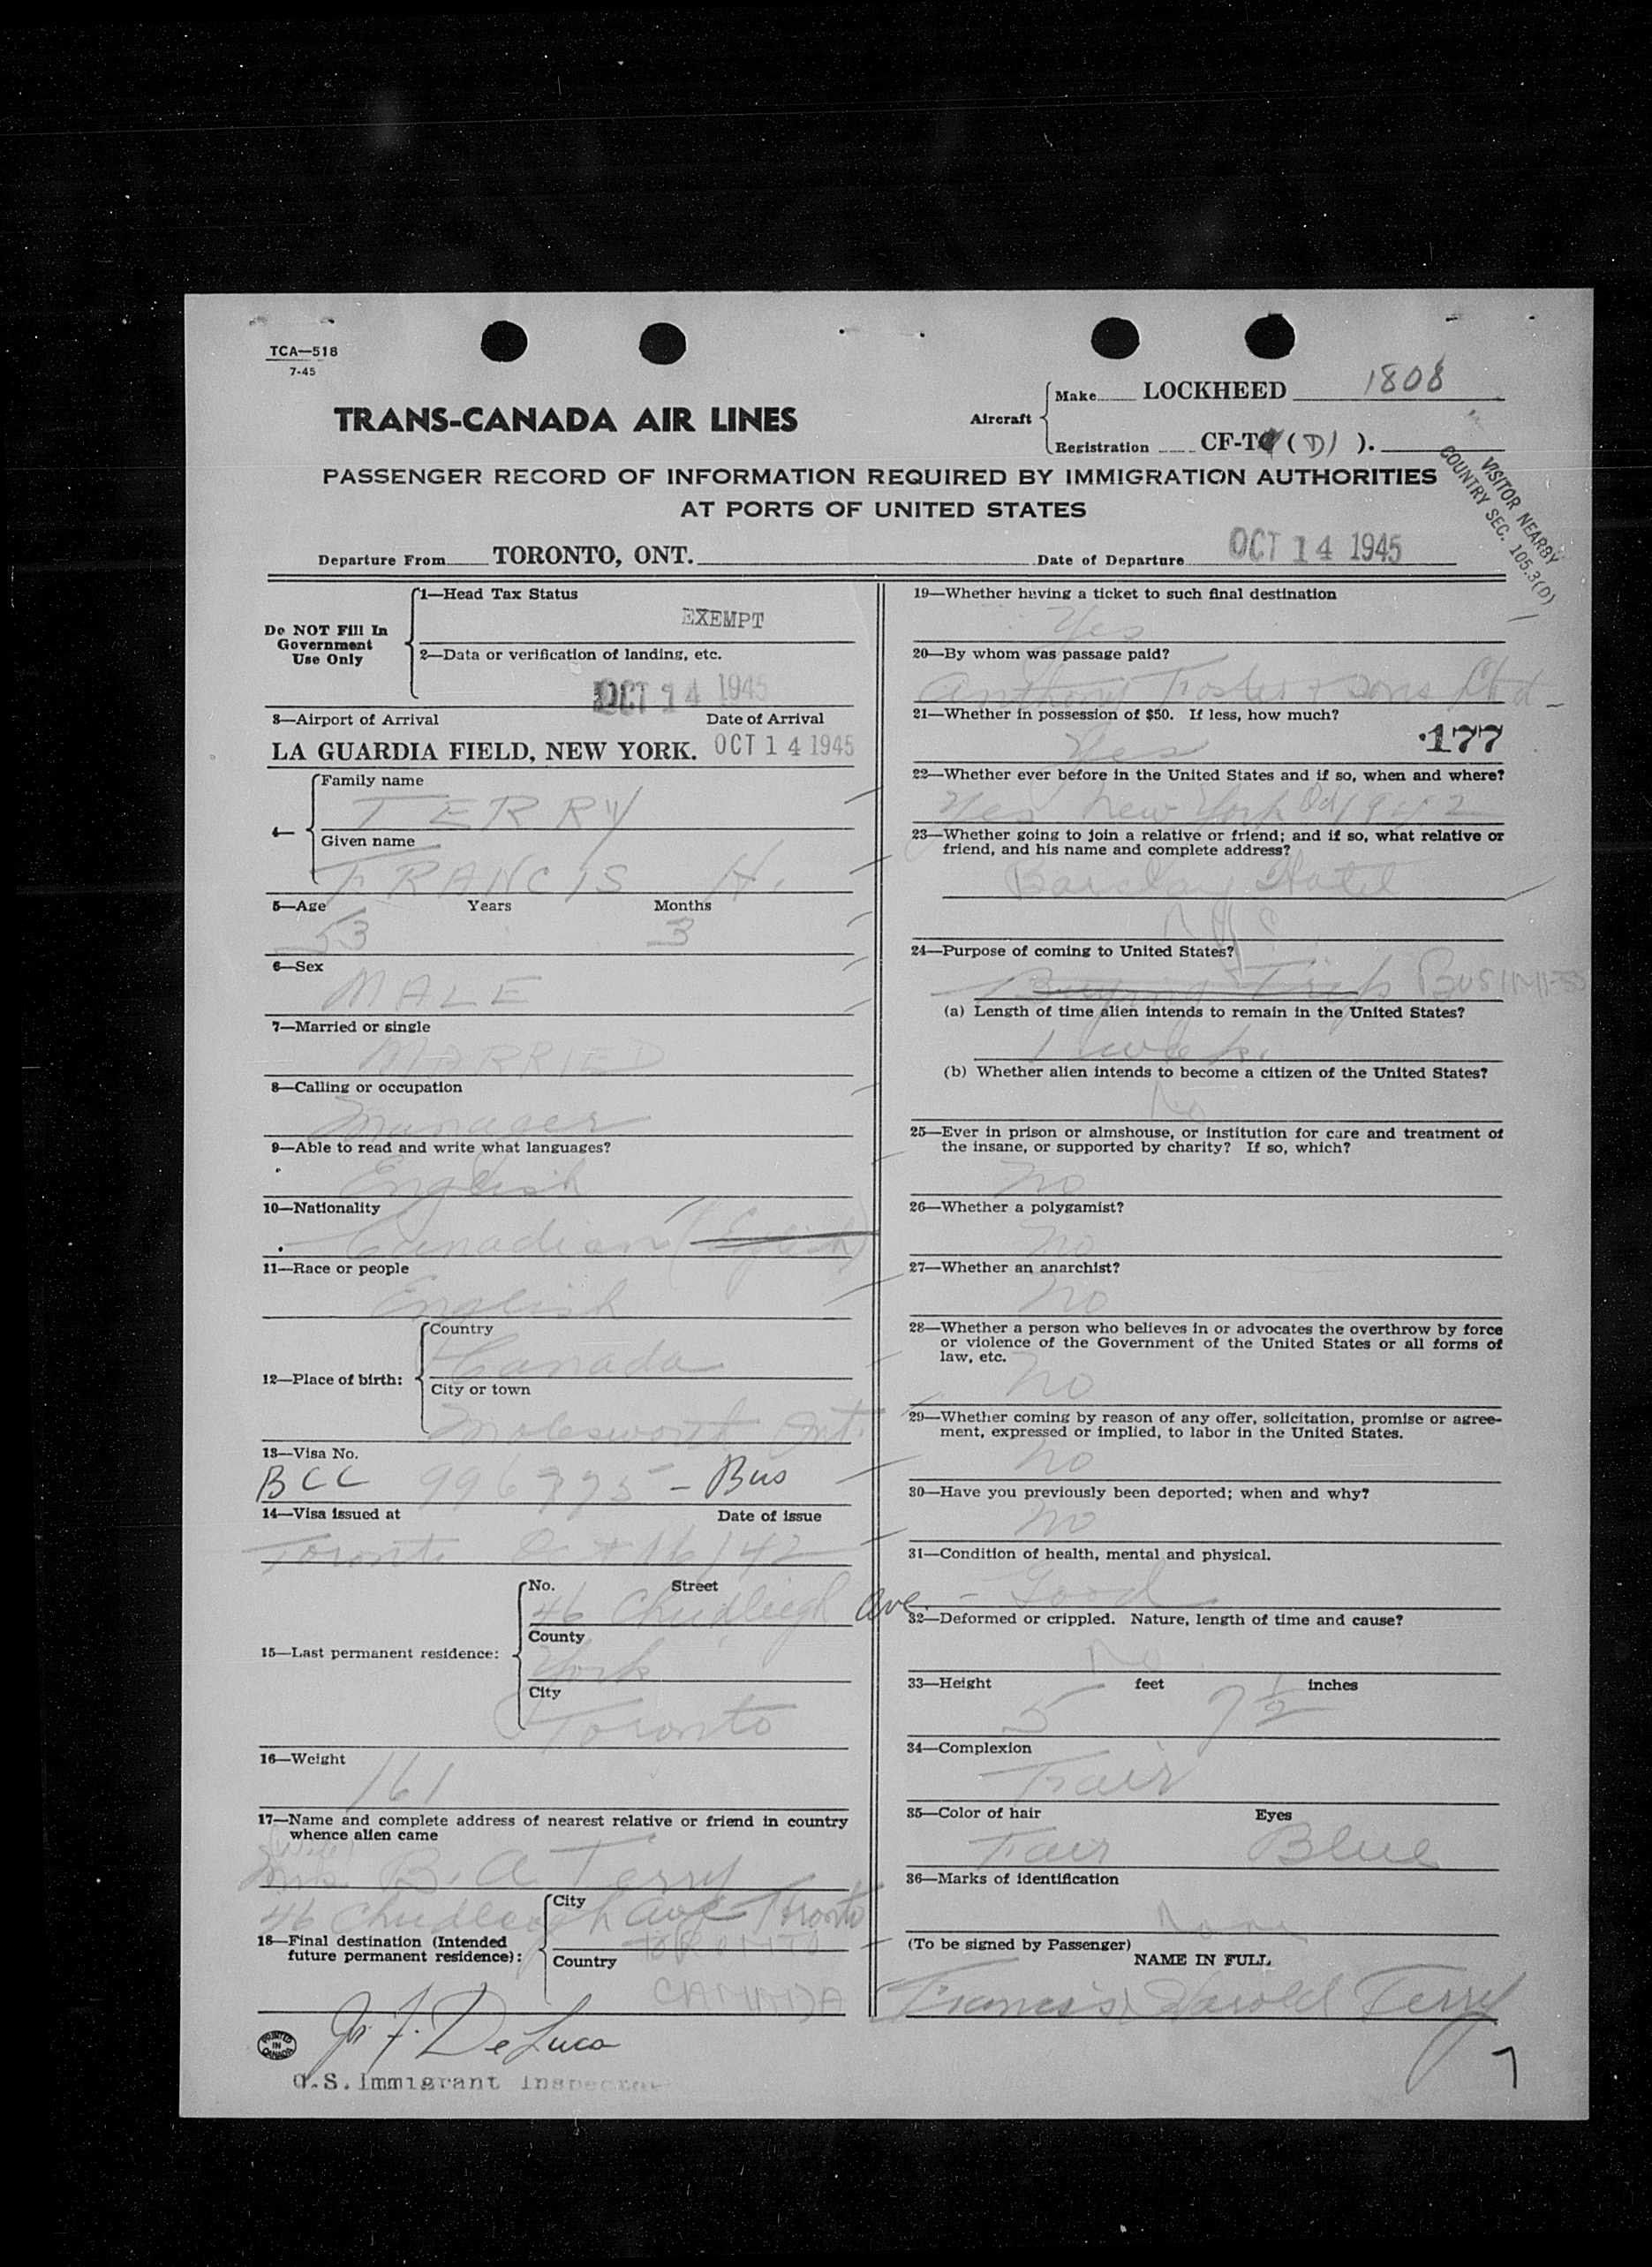 TCA—518
7-45
Aircraft
Make LOCKHEED 1808
Registration CF-T ( D ).
TRANS-CANADA AIR LINES
PASSENGER RECORD OF INFORMATION REQUIRED BY IMMIGRATION AUTHORITIES
AT PORTS OF UNITED STATES
VISITOR NEARBY
COUNTRY SEC. 105.3(D)
Departure From TORONTO, ONT. Date of Departure OCT 14 1945
Do NOT Fill In
Government
Use Only
1—Head Tax Status
EXEMPT
2—Data or verification of landing, etc.
OCT 14 1945
3—Airport of Arrival Date of Arrival
LA GUARDIA FIELD, NEW YORK. OCT 14 1945
4—
Family name
TERRY
Given name
FRANCIS H.
5—Age Years Months
53 3
6—Sex
MALE
7—Married or single
MARRIED
8—Calling or occupation
Manager
9—Able to read and write what languages?
English
10—Nationality
Canadian (English)
11—Race or people
English
12—Place of birth:
Country
Canada
City or town
Molesworth Ont.
13—Visa No.
BCC 996 - Bus
14—Visa issued at Date of issue
Toronto Oct 16/42
15—Last permanent residence:
No. Street
46 Chudleigh Ave.
County
York
City
Toronto
16—Weight
161
17—Name and complete address of nearest relative or friend in country
whence alien came
(Wife)
Mrs B. A Terry
46 Chudleigh Ave Toronto
18—Final destination (Intended
future permanent residence):
City
TORONTO
Country
CANADA
F. DeLuca
U.S. Immigrant Inspector
PRINTED
IN
CANADA
19—Whether having a ticket to such final destination
Yes
20—By whom was passage paid?
Anthony Foster & Sons Ltd
21—Whether in possession of $50. If less, how much?
Yes 177
22—Whether ever before in the United States and if so, when and where?
Yes New York Oct 1942
23—Whether going to join a relative or friend; and if so, what relative or
friend, and his name and complete address?
Barclay Hotel
NYC
24—Purpose of coming to United States?
Buying Trip BUSINESS
(a) Length of time alien intends to remain in the United States?
1 week.
(b) Whether alien intends to become a citizen of the United States?
No
25—Ever in prison or almshouse, or institution for care and treatment of
the insane, or supported by charity? If so, which?
No
26—Whether a polygamist?
No
27—Whether an anarchist?
No
28—Whether a person who believes in or advocates the overthrow by force
or violence of the Government of the United States or all forms of
law, etc.
No
29—Whether coming by reason of any offer, solicitation, promise or agree-
ment, expressed or implied, to labor in the United States.
No
30—Have you previously been deported; when and why?
No
31—Condition of health, mental and physical.
Good
32—Deformed or crippled. Nature, length of time and cause?
No
33—Height feet inches
5 7 1/2
34—Complexion
Fair
35—Color of hair Eyes
Fair Blue
36—Marks of identification
None
(To be signed by Passenger)
NAME IN FULL
Francis Harold Terry
7